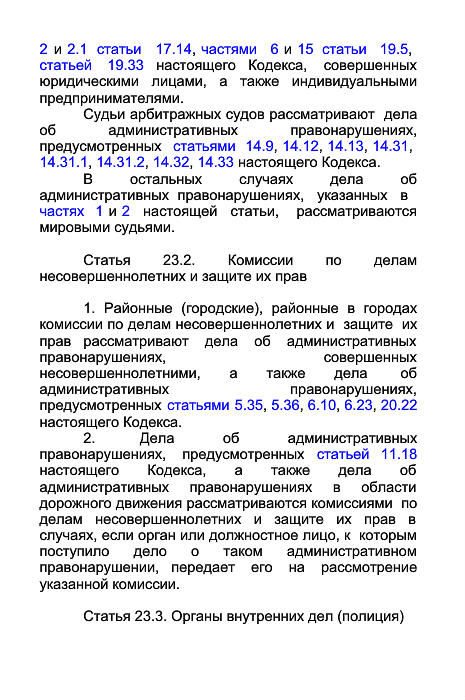 2 и 2.1 статьи 17.14, частями 6 и 15 статьи 19.5,
статьей 19.33 настоящего Кодекса, совершенных
юридическими лицами, а также индивидуальными
предпринимателями.
Судьи арбитражных судов рассматривают дела
об административных правонарушениях,
предусмотренных статьями 14.9, 14.12, 14.13, 14.31,
14.31.1, 14.31.2, 14.32, 14.33 настоящего Кодекса.
В остальных случаях дела об
административных правонарушениях, указанных в
частях 1 и 2 настоящей статьи, рассматриваются
мировыми судьями.
Статья 23.2. Комиссии по делам
несовершеннолетних и защите их прав
1. Районные (городские), районные в городах
комиссии по делам несовершеннолетних и защите их
прав рассматривают дела об административных
правонарушениях, совершенных
несовершеннолетними, а также дела об
административных правонарушениях,
предусмотренных статьями 5.35, 5.36, 6.10, 6.23, 20.22
настоящего Кодекса.
2. Дела об административных
правонарушениях, предусмотренных статьей 11.18
настоящего Кодекса, а также дела об
административных правонарушениях в области
дорожного движения рассматриваются комиссиями по
делам несовершеннолетних и защите их прав в
случаях, если орган или должностное лицо, к которым
поступило дело о таком административном
правонарушении, передает его на рассмотрение
указанной комиссии.
Статья 23.3. Органы внутренних дел (полиция)